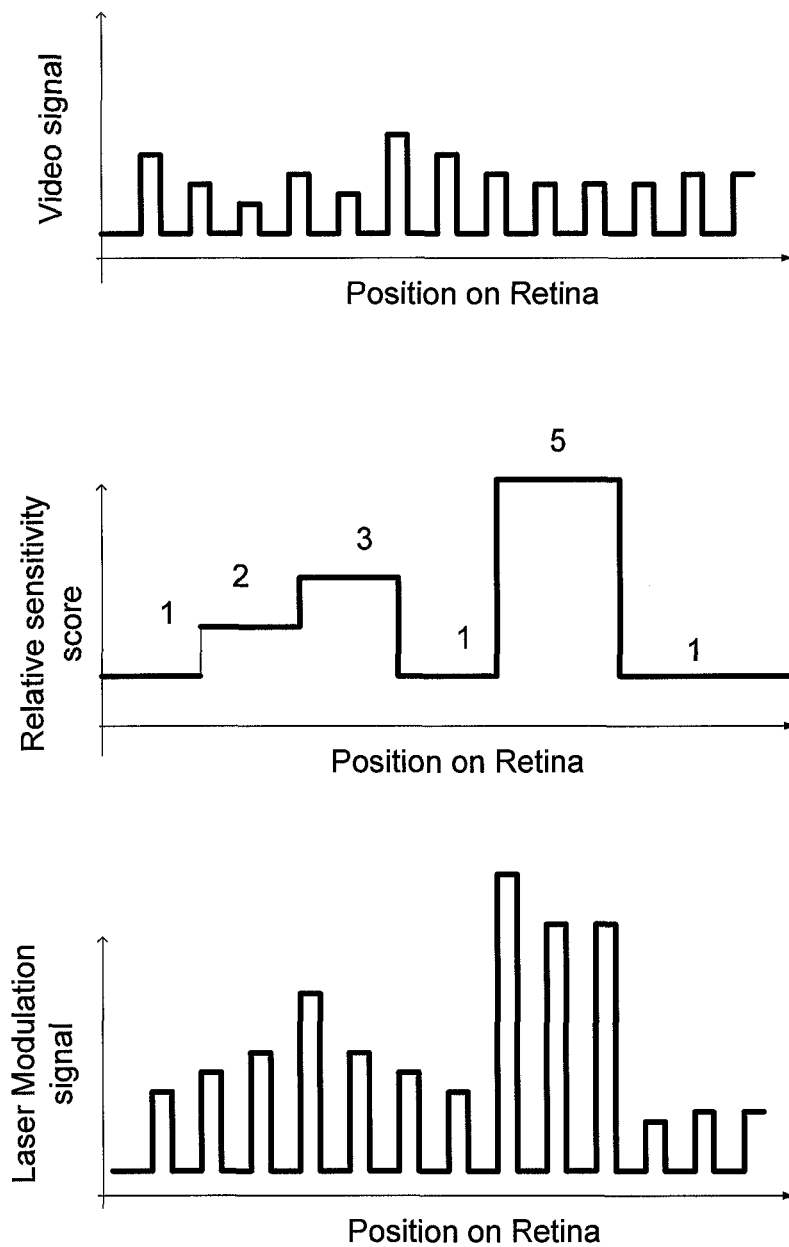 Video signal
Position on Retina
5
3
2
1
1
1
Relative sensitivity
score
Position on Retina
Laser Modulation
signal
Position on Retina